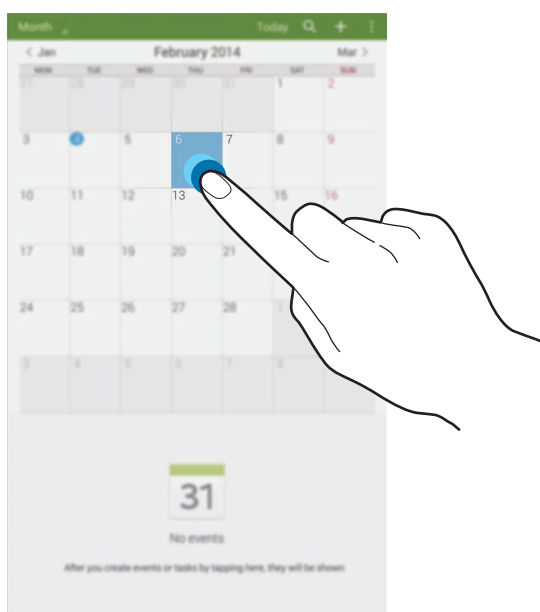 Month Today
< Jan February 2014 Mar >
MON TUE WED THU FRI SAT SUN
27 28 29 30 31 1 2
3 4 5 6 7 8 9
10 11 12 13 15 16
17 18 19 20 21
24 25 26 27 28 1
3 4 5 6 7 8
31
No events
After you create events or tasks by tapping here, they will be shown